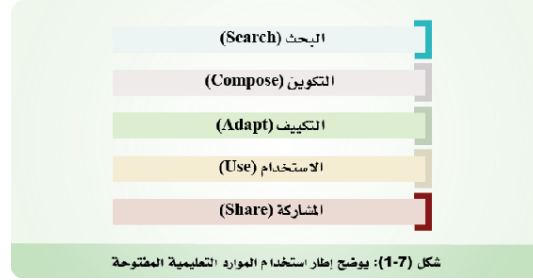 البحث (Search)
التكوين (Compose)
التكييف (Adapt)
الاستخدام (Use)
المشاركة (Share)
شكل (7-1): يوضح إطار استخدام الموارد التعليمية المفتوحة